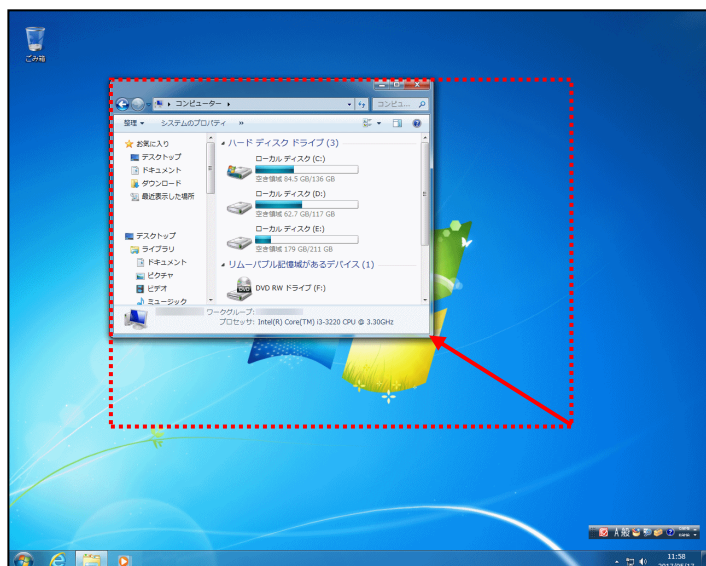 ごみ箱
コンピューター
コンピュ...
整理
システムのプロパティ
»
お気に入り
デスクトップ
ドキュメント
ダウンロード
最近表示した場所
デスクトップ
ライブラリ
ドキュメント
ピクチャ
ビデオ
ミュージック
ハード ディスク ドライブ (3)
ローカル ディスク (C:)
空き領域 84.5 GB/136 GB
ローカル ディスク (D:)
空き領域 62.7 GB/117 GB
ローカル ディスク (E:)
空き領域 179 GB/211 GB
リムーバブル記憶域があるデバイス (1)
DVD
DVD RW ドライブ (F:)
ワークグループ:
プロセッサ: Intel(R) Core(TM) i3-3220 CPU @ 3.30GHz
A 般
11:58